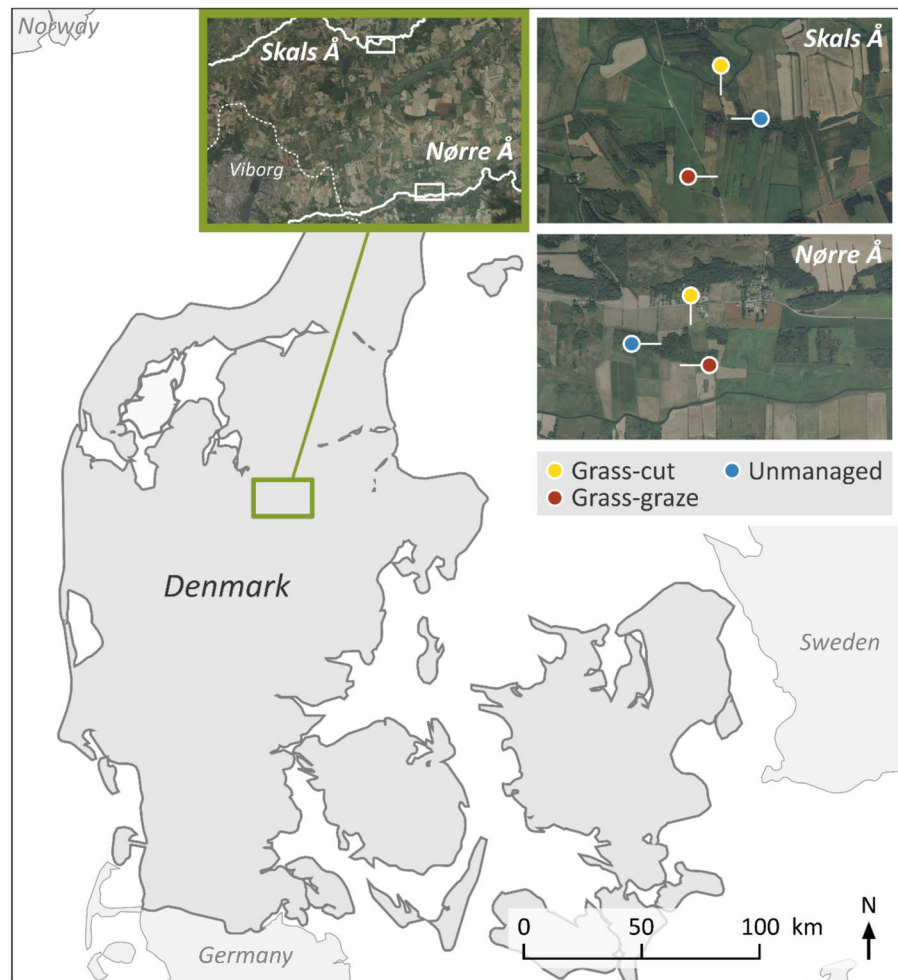 Norway
Skals Å
Viborg
Nørre Å
Skals Å
Nørre Å
Grass-cut
Unmanaged
Grass-graze
Denmark
Sweden
Germany
0 50 100 km
N